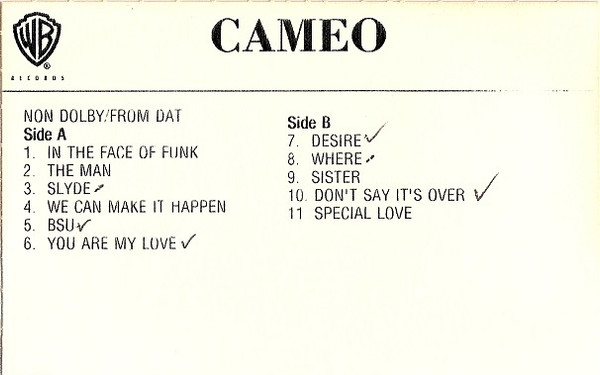 WB
®
RECORDS
CAMEO
NON DOLBY/FROM DAT
Side A
1. IN THE FACE OF FUNK
2. THE MAN
3. SLYDE
4. WE CAN MAKE IT HAPPEN
5. BSU ✓
6. YOU ARE MY LOVE ✓
Side B
7. DESIRE ✓
8. WHERE
9. SISTER
10. DON'T SAY IT'S OVER ✓
11 SPECIAL LOVE